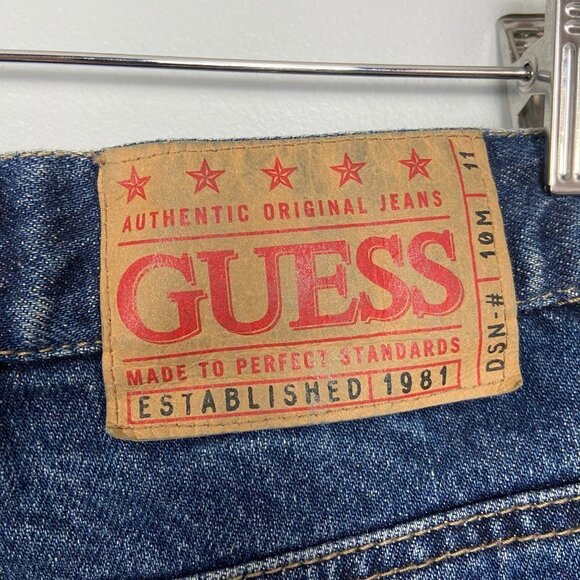 AUTHENTIC ORIGINAL JEANS
GUESS
MADE TO PERFECT STANDARDS
ESTABLISHED 1981
DSN-# 10M 11